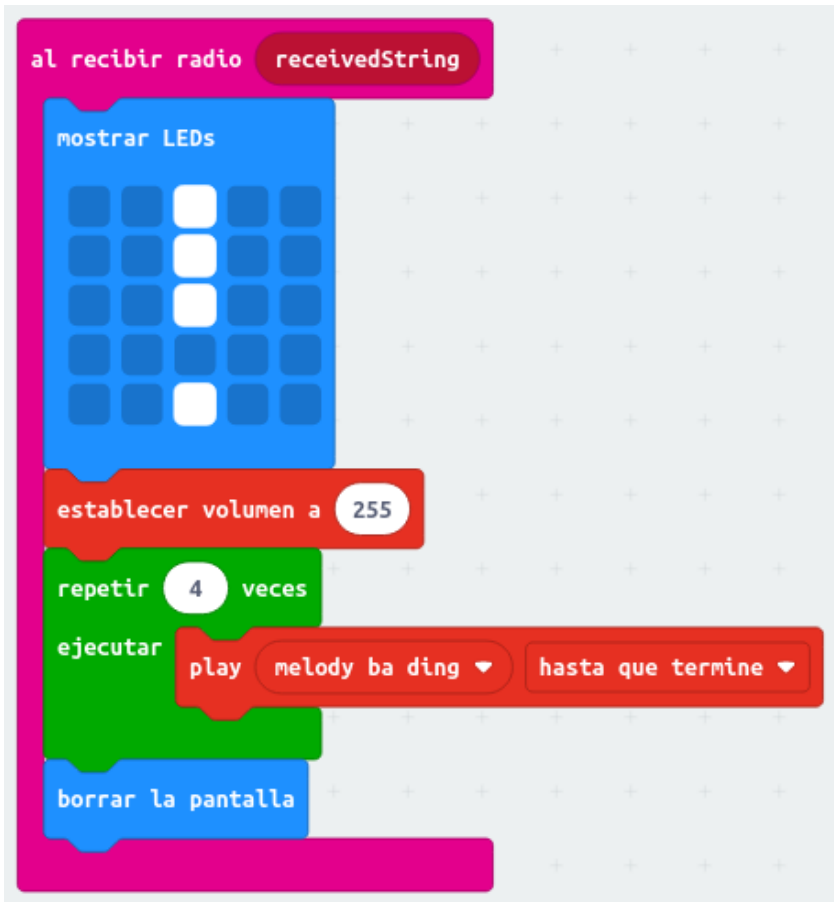 al recibir radio receivedString
mostrar LEDs
establecer volumen a 255
repetir 4 veces
ejecutar play melody ba ding hasta que termine
borrar la pantalla